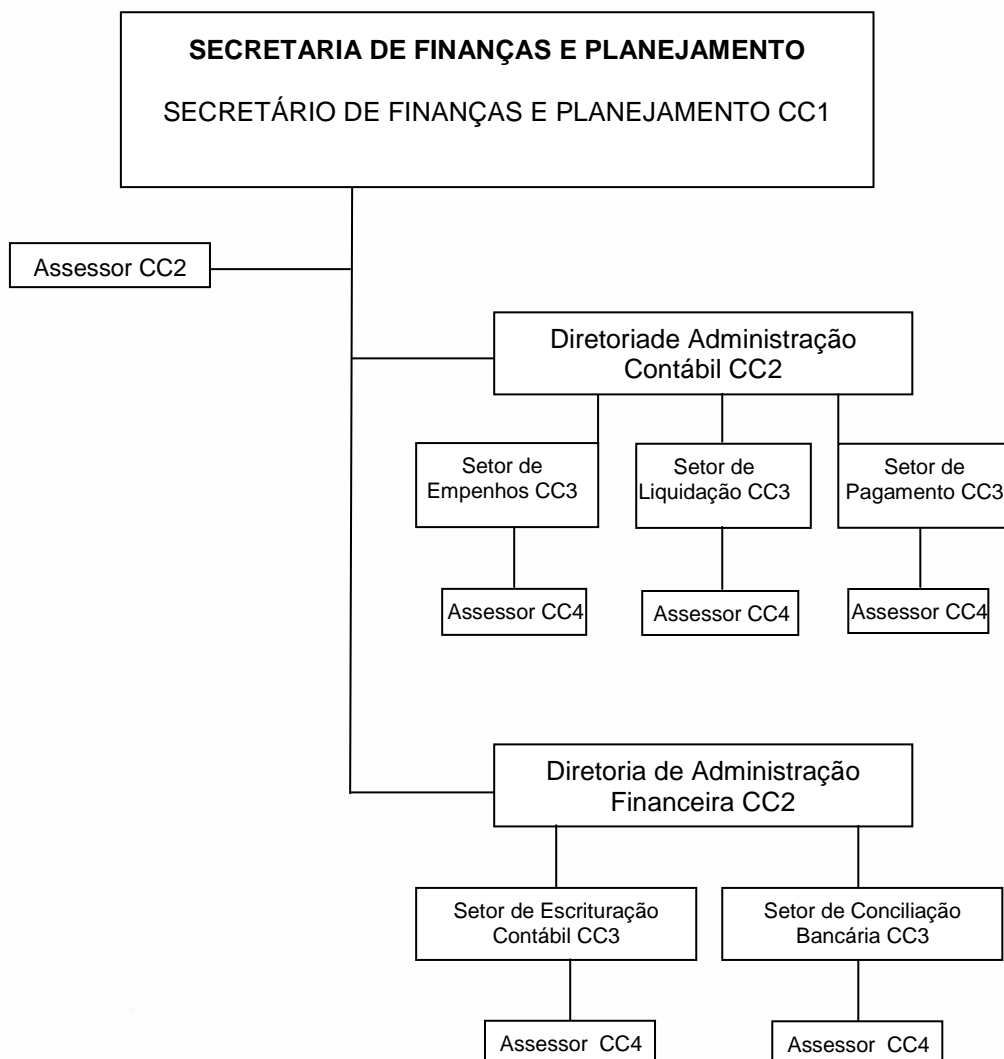 SECRETARIA DE FINANÇAS E PLANEJAMENTO
SECRETÁRIO DE FINANÇAS E PLANEJAMENTO CC1
Assessor CC2
Diretoriade Administração
Contábil CC2
Setor de
Empenhos CC3
Setor de
Liquidação CC3
Setor de
Pagamento CC3
Assessor CC4
Assessor CC4
Assessor CC4
Diretoria de Administração
Financeira CC2
Setor de Escrituração
Contábil CC3
Setor de Conciliação
Bancária CC3
Assessor CC4
Assessor CC4